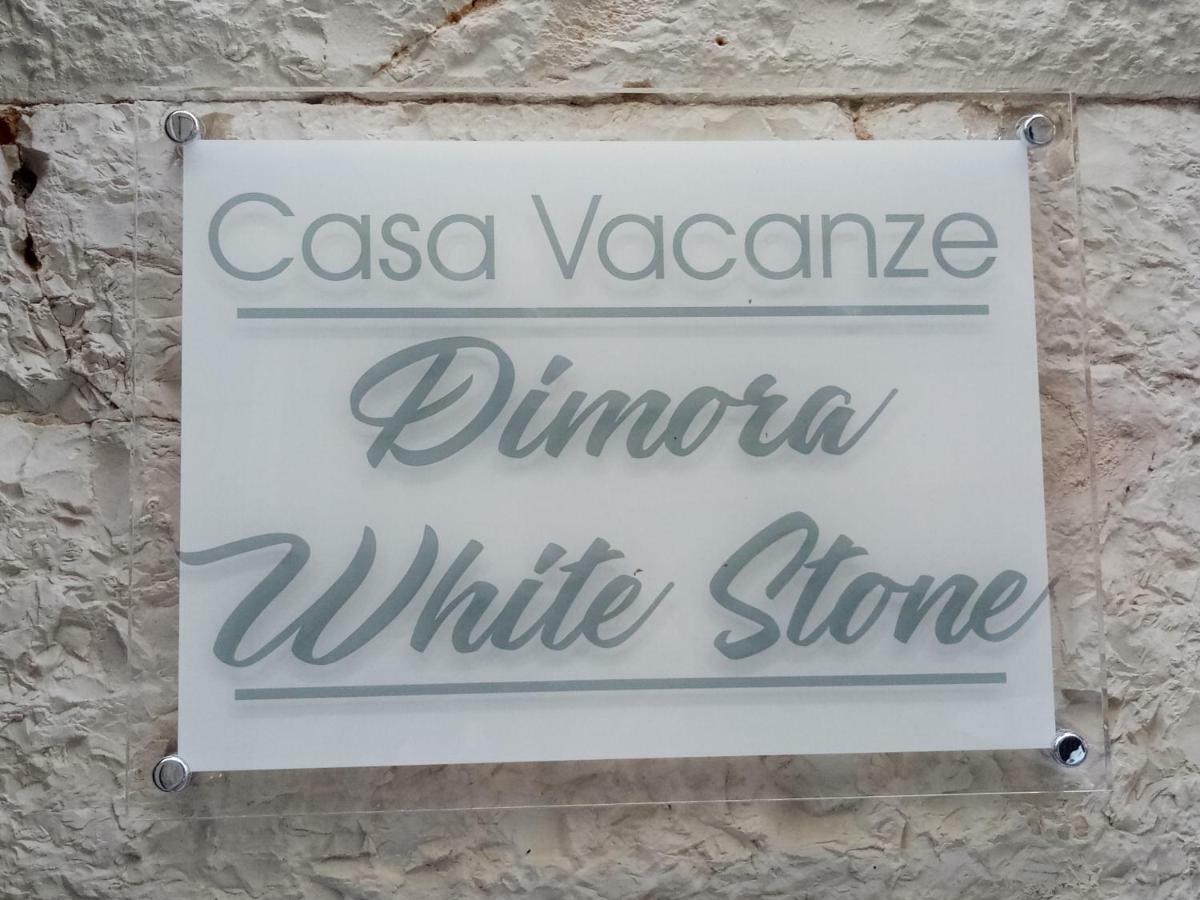 Casa Vacanze
Dimora
White Stone